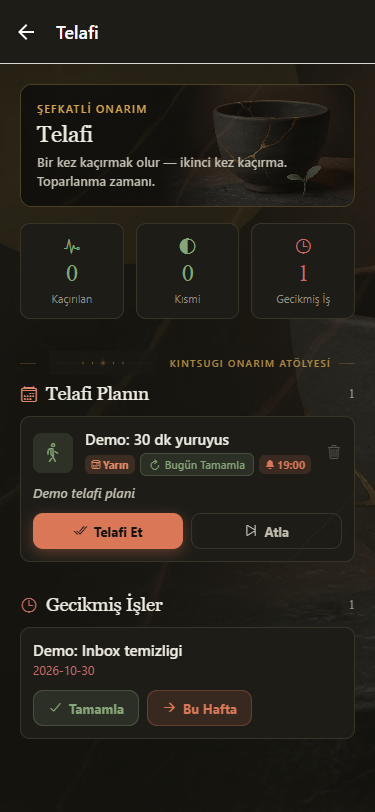 Telafi
ŞEFKATLİ ONARIM
Telafi
Bir kez kaçırmak olur — ikinci kez kaçırma.
Toparlanma zamanı.
0
Kaçırılan
0
Kısmi
1
Gecikmiş İş
KINTSUGI ONARIM ATÖLYESİ
Telafi Planın
1
Demo: 30 dk yuruyus
Yarın
Bugün Tamamla
19:00
Demo telafi plani
Telafi Et
Atla
Gecikmiş İşler
1
Demo: Inbox temizligi
2026-10-30
Tamamla
Bu Hafta